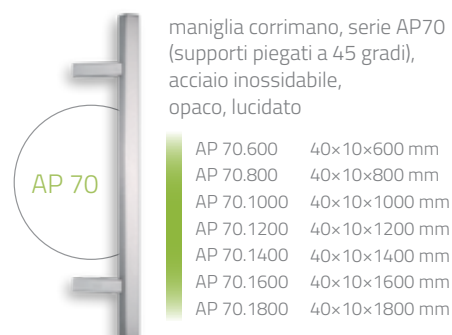 maniglia corrimano, serie AP70
(supporti piegati a 45 gradi),
acciaio inossidabile,
opaco, lucidato
AP 70
AP 70.600 40×10×600 mm
AP 70.800 40×10×800 mm
AP 70.1000 40×10×1000 mm
AP 70.1200 40×10×1200 mm
AP 70.1400 40×10×1400 mm
AP 70.1600 40×10×1600 mm
AP 70.1800 40×10×1800 mm